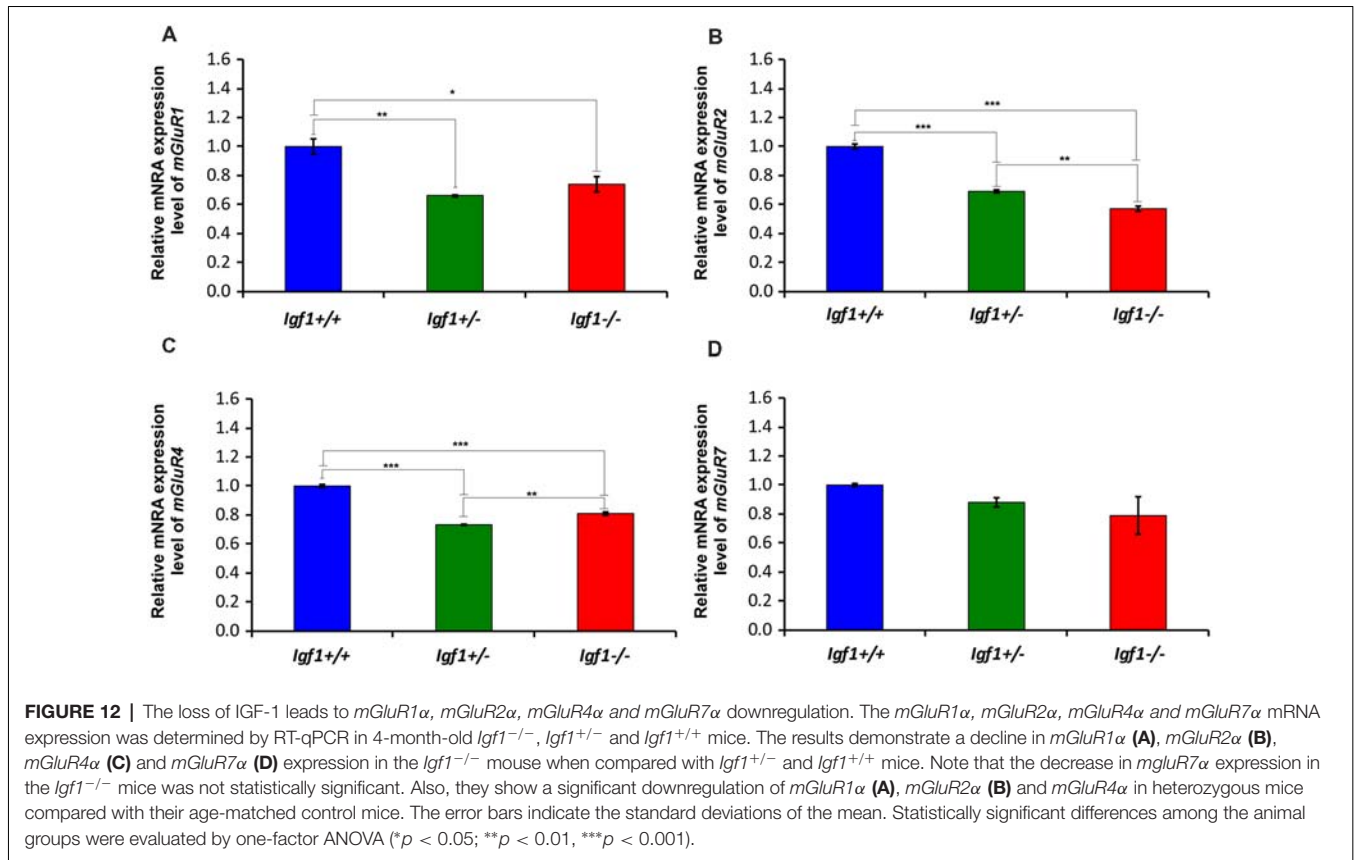 A
Relative mNRA expression
level of mGluR1
1.6
1.4
1.2
1.0
0.8
0.6
0.4
0.2
0.0
*
**
Igf1+/+ Igf1+/- Igf1-/-
B
Relative mNRA expression
level of mGluR2
1.6
1.4
1.2
1.0
0.8
0.6
0.4
0.2
0.0
***
***
**
Igf1+/+ Igf1+/- Igf1-/-
C
Relative mNRA expression
level of mGluR4
1.6
1.4
1.2
1.0
0.8
0.6
0.4
0.2
0.0
***
***
**
Igf1+/+ Igf1+/- Igf1-/-
D
Relative mNRA expression
level of mGluR7
1.6
1.4
1.2
1.0
0.8
0.6
0.4
0.2
0.0
Igf1+/+ Igf1+/- Igf1-/-
FIGURE 12 | The loss of IGF-1 leads to mGluR1α, mGluR2α, mGluR4α and mGluR7α downregulation. The mGluR1α, mGluR2α, mGluR4α and mGluR7α mRNA
expression was determined by RT-qPCR in 4-month-old Igf1−/−, Igf1+/− and Igf1+/+ mice. The results demonstrate a decline in mGluR1α (A), mGluR2α (B),
mGluR4α (C) and mGluR7α (D) expression in the Igf1−/− mouse when compared with Igf1+/− and Igf1+/+ mice. Note that the decrease in mgluR7α expression in
the Igf1−/− mice was not statistically significant. Also, they show a significant downregulation of mGluR1α (A), mGluR2α (B) and mGluR4α in heterozygous mice
compared with their age-matched control mice. The error bars indicate the standard deviations of the mean. Statistically significant differences among the animal
groups were evaluated by one-factor ANOVA (*p < 0.05; **p < 0.01, ***p < 0.001).